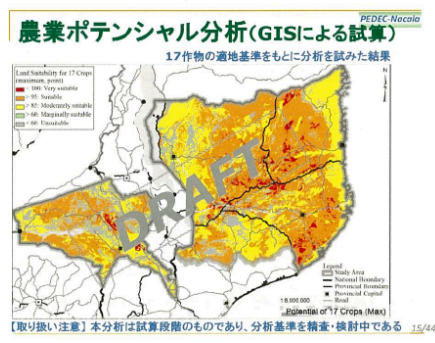 PEDEC-Nacala
農業ポテンシャル分析(GISによる試算)
17作物の適地基準をもとに分析を試みた結果
Land Suitability for 17 Crops
(maximum, point)
> 100: Very suitable
> 95: Suitable
> 85: Moderately suitable
> 60: Marginally suitable
< 60: Unsuitable
N
DRAFT
Legend
Study Area
National Boundary
Provincial Boundary
Provincial Capital
Road
Potential of 17 Crops (Max)
【取り扱い注意】 本分析は試算段階のものであり、分析基準を精査・検討中である
15/44